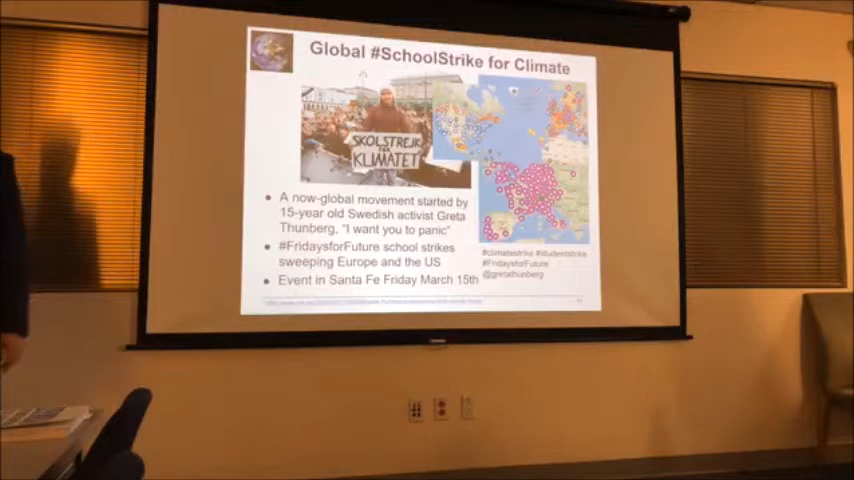 Global #SchoolStrike for Climate
SKOLSTREJK
FÖR
KLIMATET
• A now-global movement started by
15-year old Swedish activist Greta
Thunberg, "I want you to panic"
• #FridaysforFuture school strikes
sweeping Europe and the US
• Event in Santa Fe Friday March 15th
#climatestrike #studentstrike
#FridaysforFuture
@gretathunberg